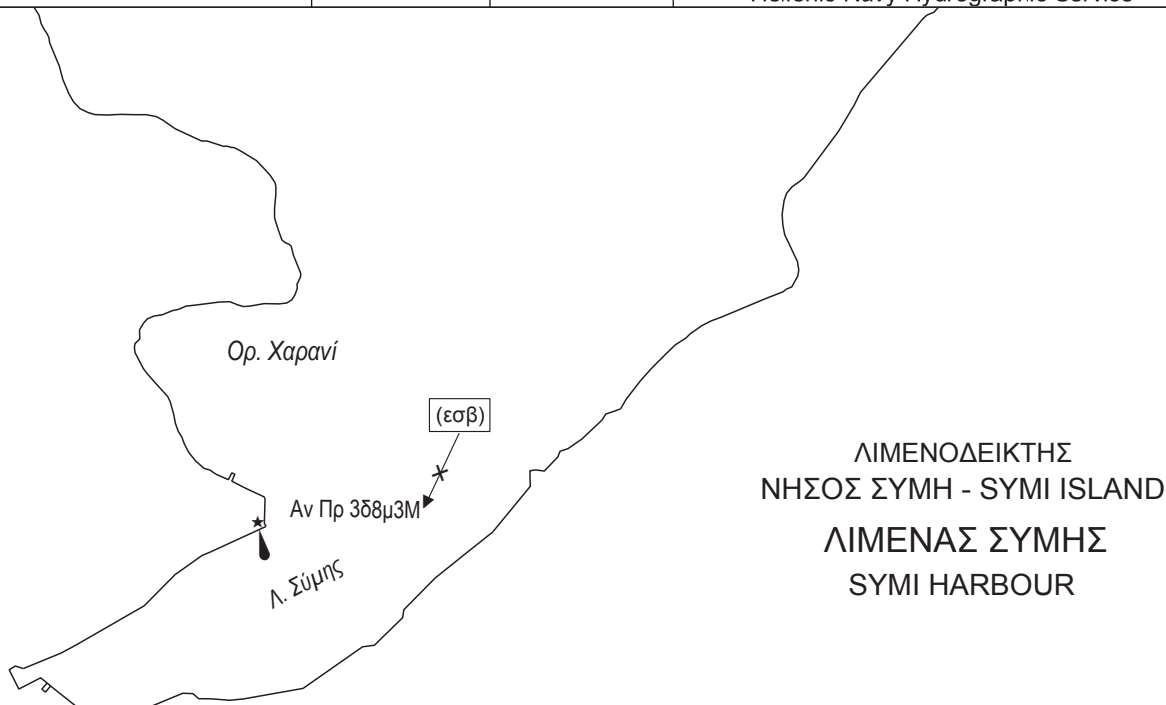 Hellenic Navy Hydrographic Service
Ορ. Χαρανί
(εσβ)
Αν Πρ 3δ8μ3Μ
Λ. Σύμης
ΛΙΜΕΝΟΔΕΙΚΤΗΣ
ΝΗΣΟΣ ΣΥΜΗ - SYMI ISLAND
ΛΙΜΕΝΑΣ ΣΥΜΗΣ
SYMI HARBOUR